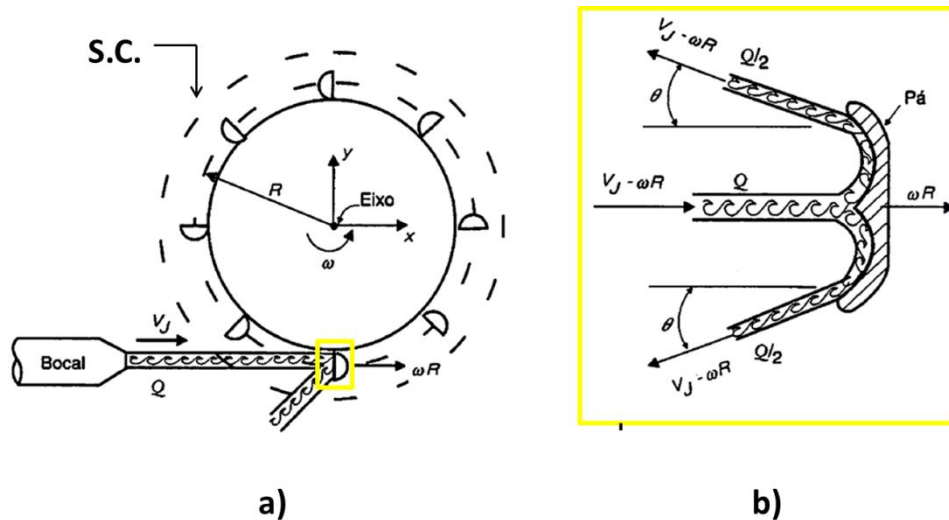 S.C.
y
R
Eixo
x
ω
V_J
Bocal
Q
ωR
a)
V_J - ωR
Q/2
θ
Pá
V_J - ωR
Q
ωR
θ
Q/2
V_J - ωR
b)